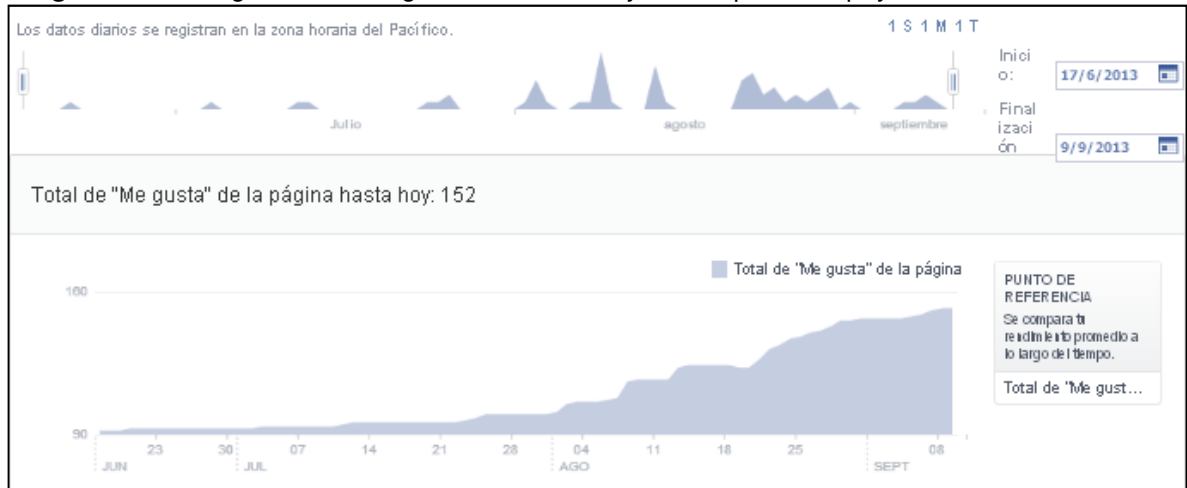 Los datos diarios se registran en la zona horaria del Pacífico.
1 S 1 M 1 T
Inici
o:
17/6/2013
Final
izaci
ón
9/9/2013
Julio
agosto
septiembre
Total de "Me gusta" de la página hasta hoy: 152
Total de "Me gusta" de la página
160
90
23
30
07
14
21
28
04
11
18
25
08
JUN
JUL
AGO
SEPT
PUNTO DE
REFERENCIA
Se compara tu
rendimiento promedio a
lo largo del tiempo.
Total de "Me gust...